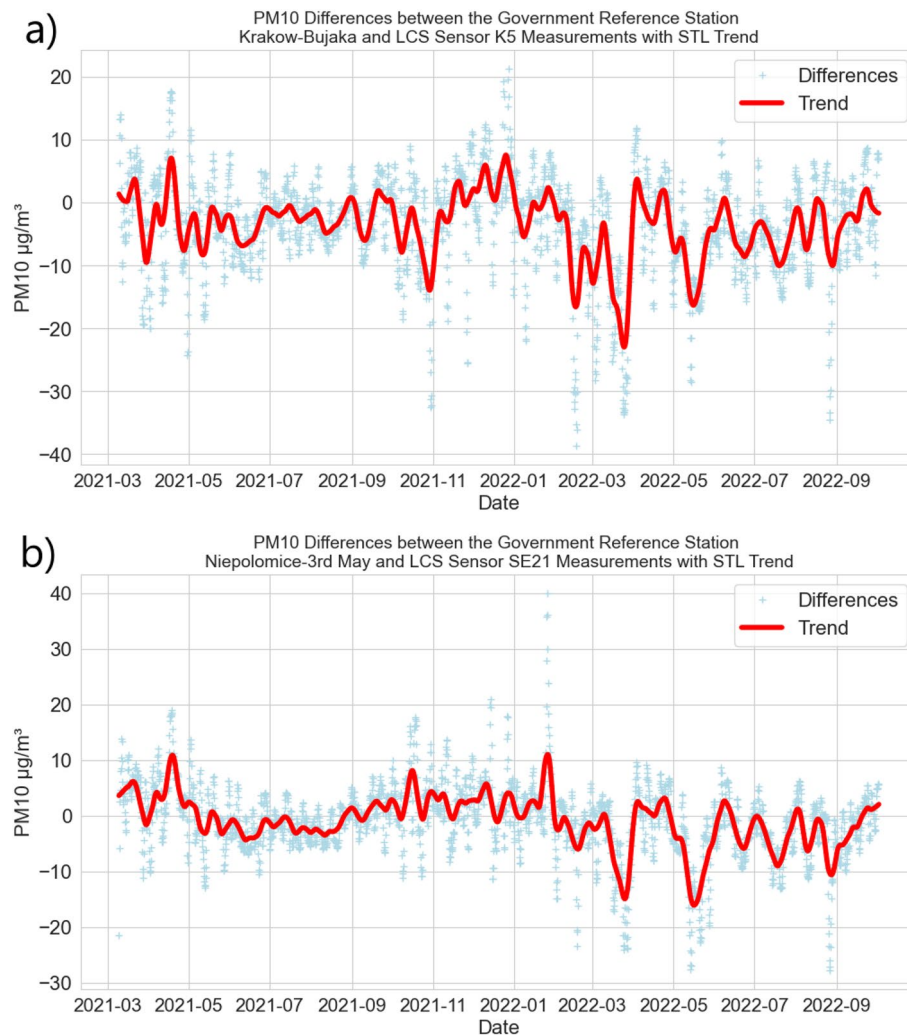 a)
PM10 Differences between the Government Reference Station
Krakow-Bujaka and LCS Sensor K5 Measurements with STL Trend
Differences
Trend
PM10 µg/m³
20
10
0
−10
−20
−30
−40
2021-03 2021-05 2021-07 2021-09 2021-11 2022-01 2022-03 2022-05 2022-07 2022-09
Date
b)
PM10 Differences between the Government Reference Station
Niepolomice-3rd May and LCS Sensor SE21 Measurements with STL Trend
Differences
Trend
PM10 µg/m³
40
30
20
10
0
−10
−20
−30
2021-03 2021-05 2021-07 2021-09 2021-11 2022-01 2022-03 2022-05 2022-07 2022-09
Date